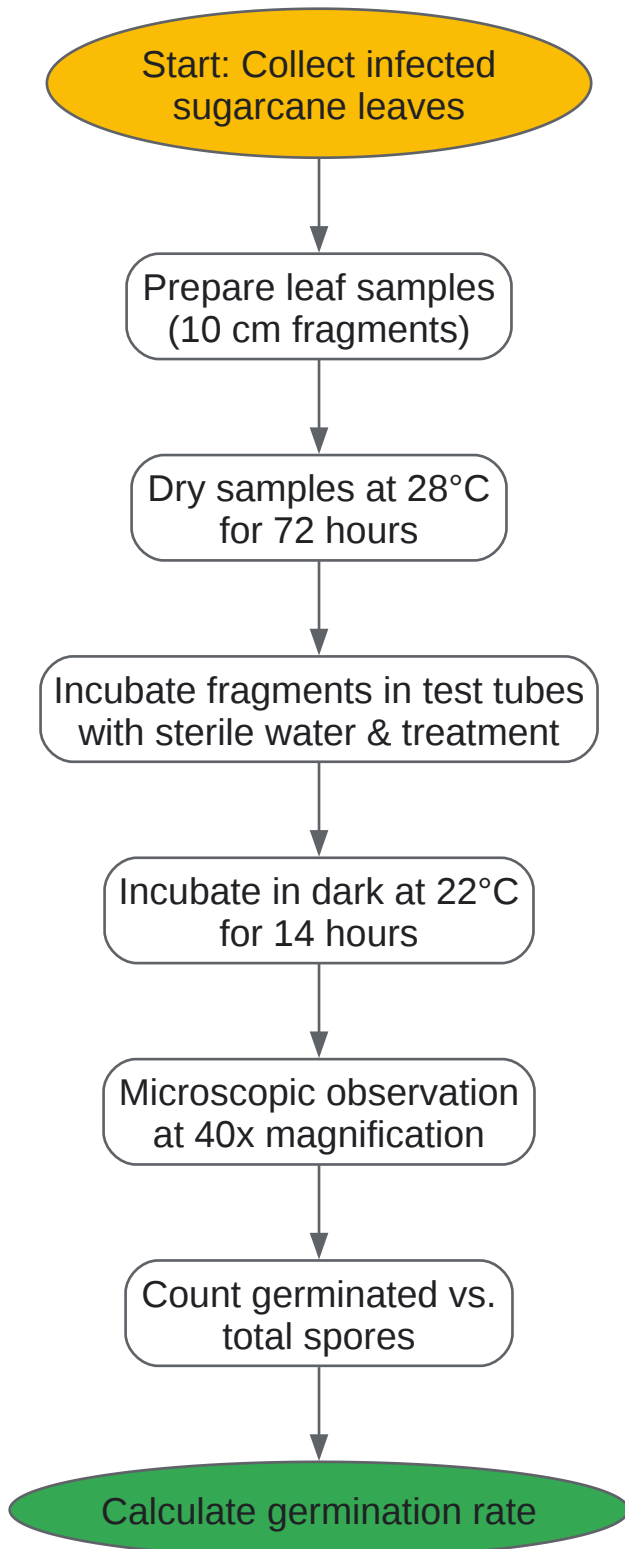 Start: Collect infected
sugarcane leaves
Prepare leaf samples
(10 cm fragments)
Dry samples at 28°C
for 72 hours
Incubate fragments in test tubes
with sterile water & treatment
Incubate in dark at 22°C
for 14 hours
Microscopic observation
at 40x magnification
Count germinated vs.
total spores
Calculate germination rate